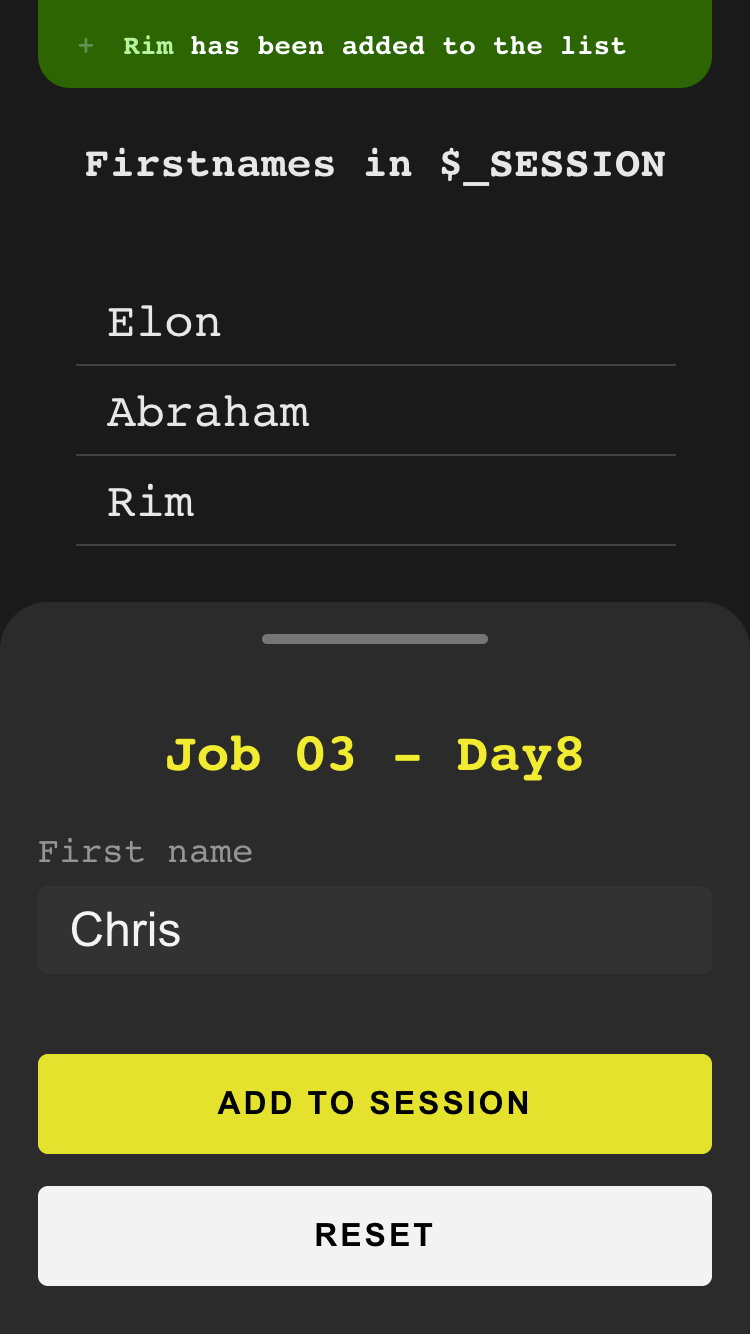 + Rim has been added to the list
Firstnames in $_SESSION
Elon
Abraham
Rim
Job 03 - Day8
First name
Chris
ADD TO SESSION
RESET